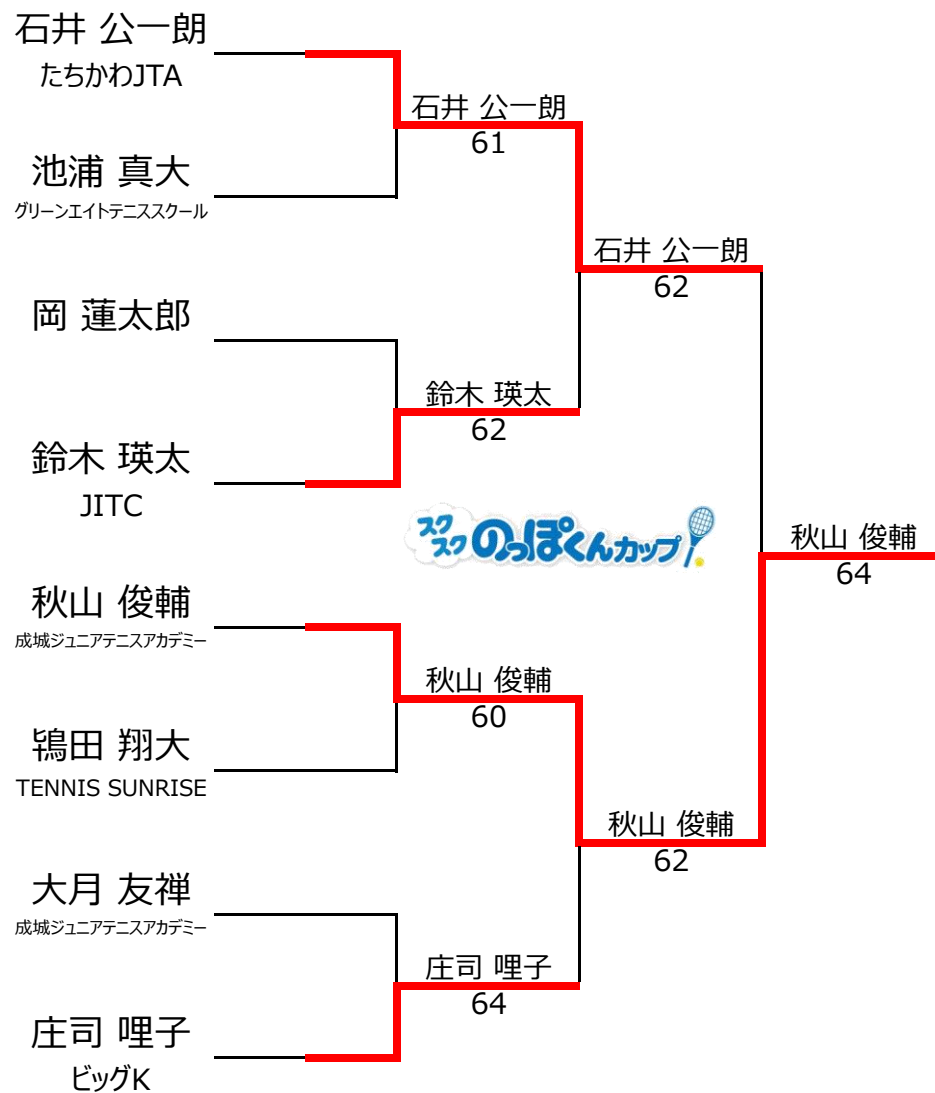 石井 公一朗
たちかわJTA
石井 公一朗
61
池浦 真大
グリーンエイトテニススクール
石井 公一朗
62
岡 蓮太郎
鈴木 瑛太
62
鈴木 瑛太
JITC
スクスク のっぽくんカップ
秋山 俊輔
64
秋山 俊輔
成城ジュニアテニスアカデミー
秋山 俊輔
60
鴇田 翔大
TENNIS SUNRISE
秋山 俊輔
62
大月 友禅
成城ジュニアテニスアカデミー
庄司 哩子
64
庄司 哩子
ビッグK